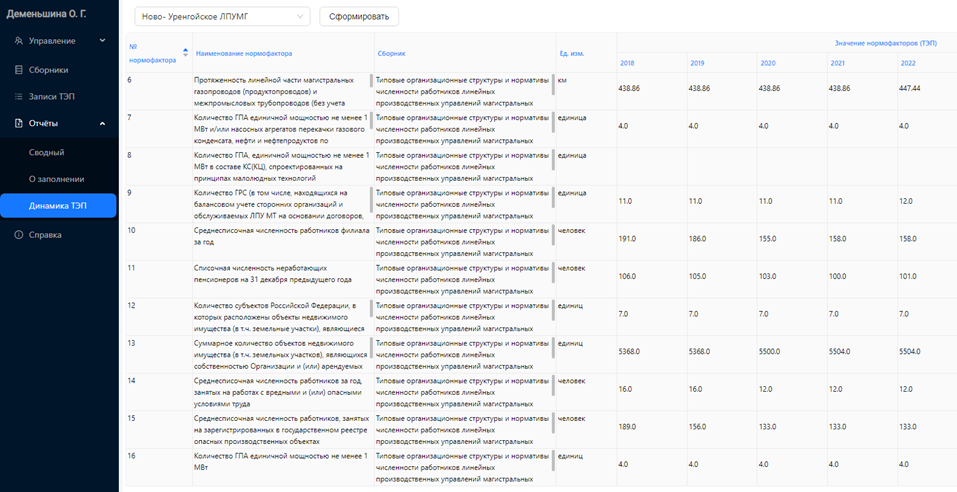 Деменьшина О. Г.
Управление
Сборники
Записи ТЭП
Отчёты
Сводный
О заполнении
Динамика ТЭП
Справка
Ново- Уренгойское ЛПУМГ
Сформировать
№ нормофактора
Наименование нормофактора
Сборник
Ед. изм.
Значение нормофакторов (ТЭП)
2018 2019 2020 2021 2022
6
Протяженность линейной части магистральных
газопроводов (продуктопроводов) и
межпромысловых трубопроводов (без учета
Типовые организационные структуры и нормативы
численности работников линейных
производственных управлений магистральных
км
438.86 438.86 438.86 438.86 447.44
7
Количество ГПА единичной мощностью не менее 1
МВт и/или насосных агрегатов перекачки газового
конденсата, нефти и нефтепродуктов по
Типовые организационные структуры и нормативы
численности работников линейных
производственных управлений магистральных
единица
4.0 4.0 4.0 4.0 4.0
8
Количество ГПА, единичной мощностью не менее 1
МВт в составе КС(КЦ), спроектированных на
принципах малолюдных технологий
Типовые организационные структуры и нормативы
численности работников линейных
производственных управлений магистральных
единица
9
Количество ГРС (в том числе, находящихся на
балансовом учете сторонних организаций и
обслуживаемых ЛПУ МТ на основании договоров,
Типовые организационные структуры и нормативы
численности работников линейных
производственных управлений магистральных
единица
11.0 11.0 11.0 11.0 12.0
10
Среднесписочная численность работников филиала
за год
Типовые организационные структуры и нормативы
численности работников линейных
производственных управлений магистральных
человек
191.0 186.0 155.0 158.0 158.0
11
Списочная численность неработающих
пенсионеров на 31 декабря предыдущего года
Типовые организационные структуры и нормативы
численности работников линейных
производственных управлений магистральных
человек
106.0 105.0 103.0 100.0 101.0
12
Количество субъектов Российской Федерации, в
которых расположены объекты недвижимого
имущества (в т.ч. земельные участки), являющиеся
Типовые организационные структуры и нормативы
численности работников линейных
производственных управлений магистральных
единиц
7.0 7.0 7.0 7.0 7.0
13
Суммарное количество объектов недвижимого
имущества (в т.ч. земельных участков), являющихся
собственностью Организации и (или) арендуемых
Типовые организационные структуры и нормативы
численности работников линейных
производственных управлений магистральных
единиц
5368.0 5368.0 5500.0 5504.0 5504.0
14
Среднесписочная численность работников за год,
занятых на работах с вредными и (или) опасными
условиями труда
Типовые организационные структуры и нормативы
численности работников линейных
производственных управлений магистральных
человек
16.0 16.0 12.0 12.0 12.0
15
Среднесписочная численность работников, занятых
на зарегистрированных в государственном реестре
опасных производственных объектах
Типовые организационные структуры и нормативы
численности работников линейных
производственных управлений магистральных
человек
189.0 156.0 133.0 133.0 133.0
16
Количество ГПА единичной мощностью не менее 1
МВт
Типовые организационные структуры и нормативы
численности работников линейных
производственных управлений магистральных
единиц
4.0 4.0 4.0 4.0 4.0